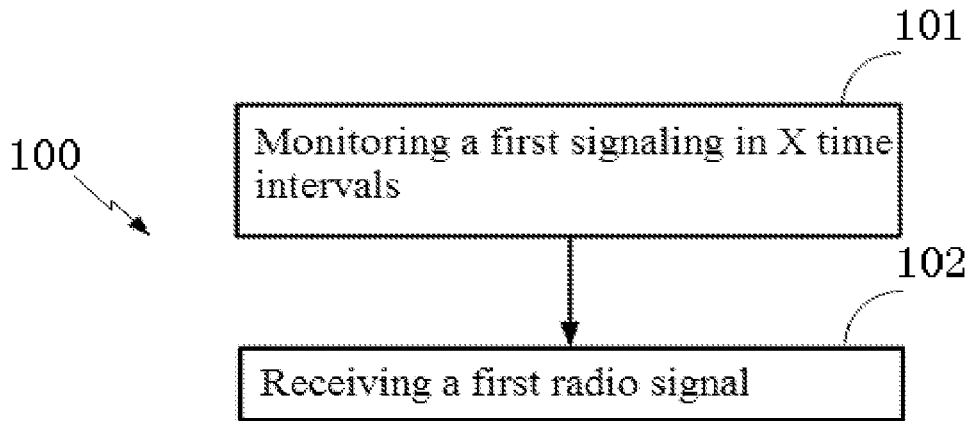 101
Monitoring a first signaling in X time
intervals
100
102
Receiving a first radio signal